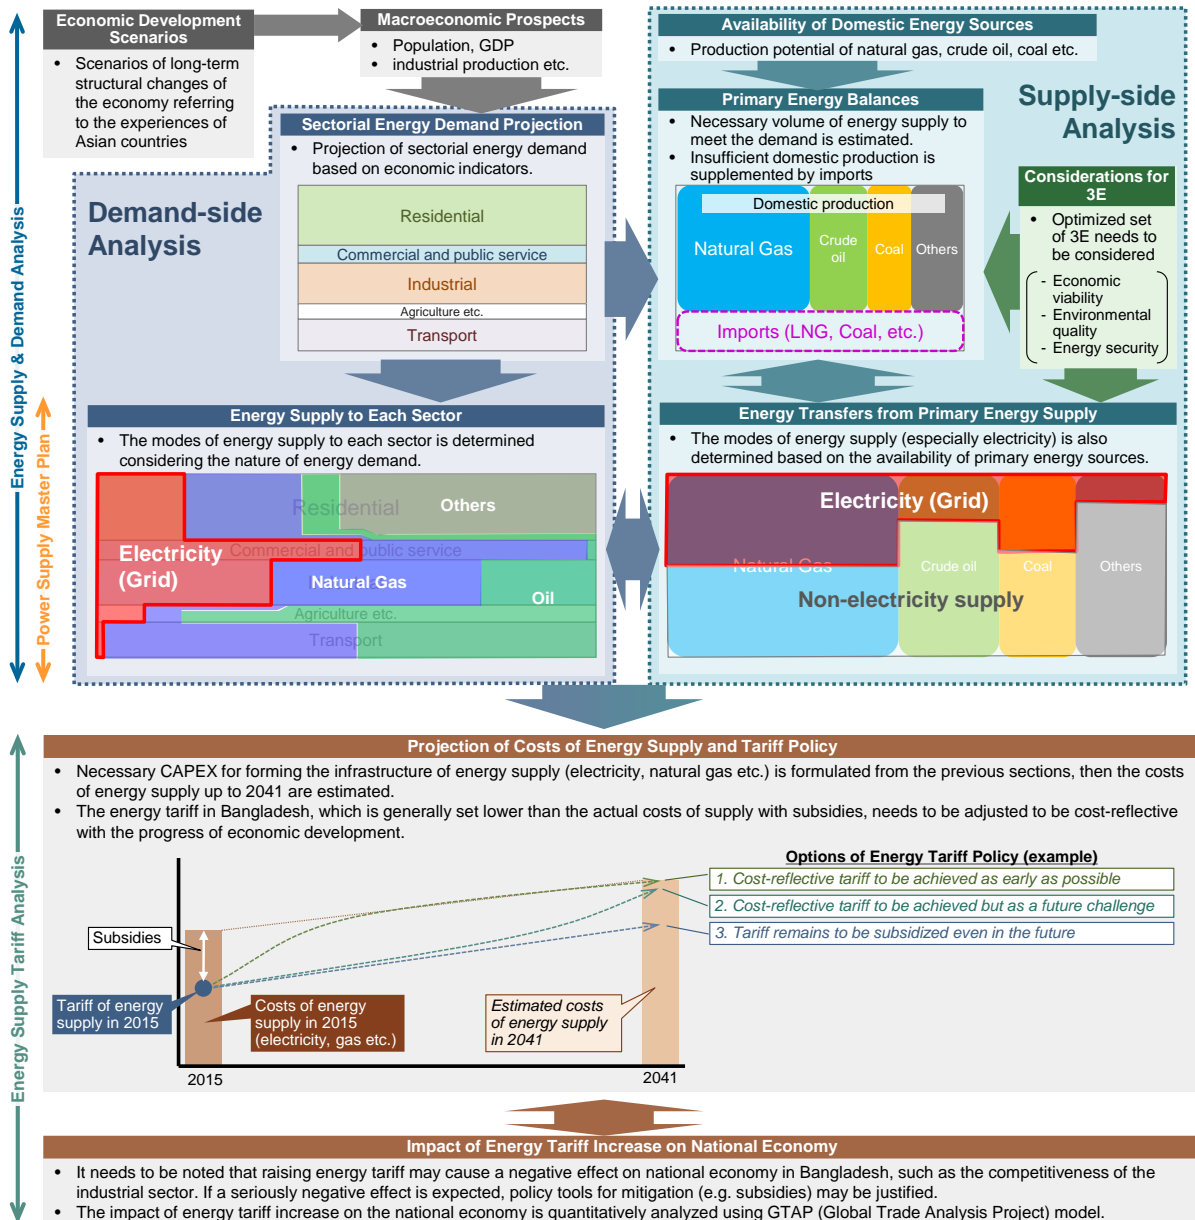 Economic Development
Scenarios
• Scenarios of long-term
structural changes of
the economy referring
to the experiences of
Asian countries
Macroeconomic Prospects
• Population, GDP
• industrial production etc.
Availability of Domestic Energy Sources
• Production potential of natural gas, crude oil, coal etc.
Supply-side
Analysis
Primary Energy Balances
• Necessary volume of energy supply to
meet the demand is estimated.
• Insufficient domestic production is
supplemented by imports
Domestic production
Natural Gas
Crude
oil
Coal
Others
Imports (LNG, Coal, etc.)
Considerations for
3E
• Optimized set
of 3E needs to
be considered
- Economic
viability
- Environmental
quality
- Energy security
Demand-side
Analysis
Sectorial Energy Demand Projection
• Projection of sectorial energy demand
based on economic indicators.
Residential
Commercial and public service
Industrial
Agriculture etc.
Transport
Energy Supply & Demand Analysis
Power Supply Master Plan
Energy Supply to Each Sector
• The modes of energy supply to each sector is determined
considering the nature of energy demand.
Residential
Others
Commercial and public service
Electricity
(Grid)
Natural Gas
Oil
Agriculture etc.
Transport
Energy Transfers from Primary Energy Supply
• The modes of energy supply (especially electricity) is also
determined based on the availability of primary energy sources.
Electricity (Grid)
Natural Gas
Crude oil
Coal
Others
Non-electricity supply
Energy Supply Tariff Analysis
Projection of Costs of Energy Supply and Tariff Policy
• Necessary CAPEX for forming the infrastructure of energy supply (electricity, natural gas etc.) is formulated from the previous sections, then the costs
of energy supply up to 2041 are estimated.
• The energy tariff in Bangladesh, which is generally set lower than the actual costs of supply with subsidies, needs to be adjusted to be cost-reflective
with the progress of economic development.
Options of Energy Tariff Policy (example)
1. Cost-reflective tariff to be achieved as early as possible
2. Cost-reflective tariff to be achieved but as a future challenge
3. Tariff remains to be subsidized even in the future
Subsidies
Tariff of energy
supply in 2015
Costs of energy
supply in 2015
(electricity, gas etc.)
Estimated costs
of energy supply
in 2041
2015
2041
Impact of Energy Tariff Increase on National Economy
• It needs to be noted that raising energy tariff may cause a negative effect on national economy in Bangladesh, such as the competitiveness of the
industrial sector. If a seriously negative effect is expected, policy tools for mitigation (e.g. subsidies) may be justified.
• The impact of energy tariff increase on the national economy is quantitatively analyzed using GTAP (Global Trade Analysis Project) model.